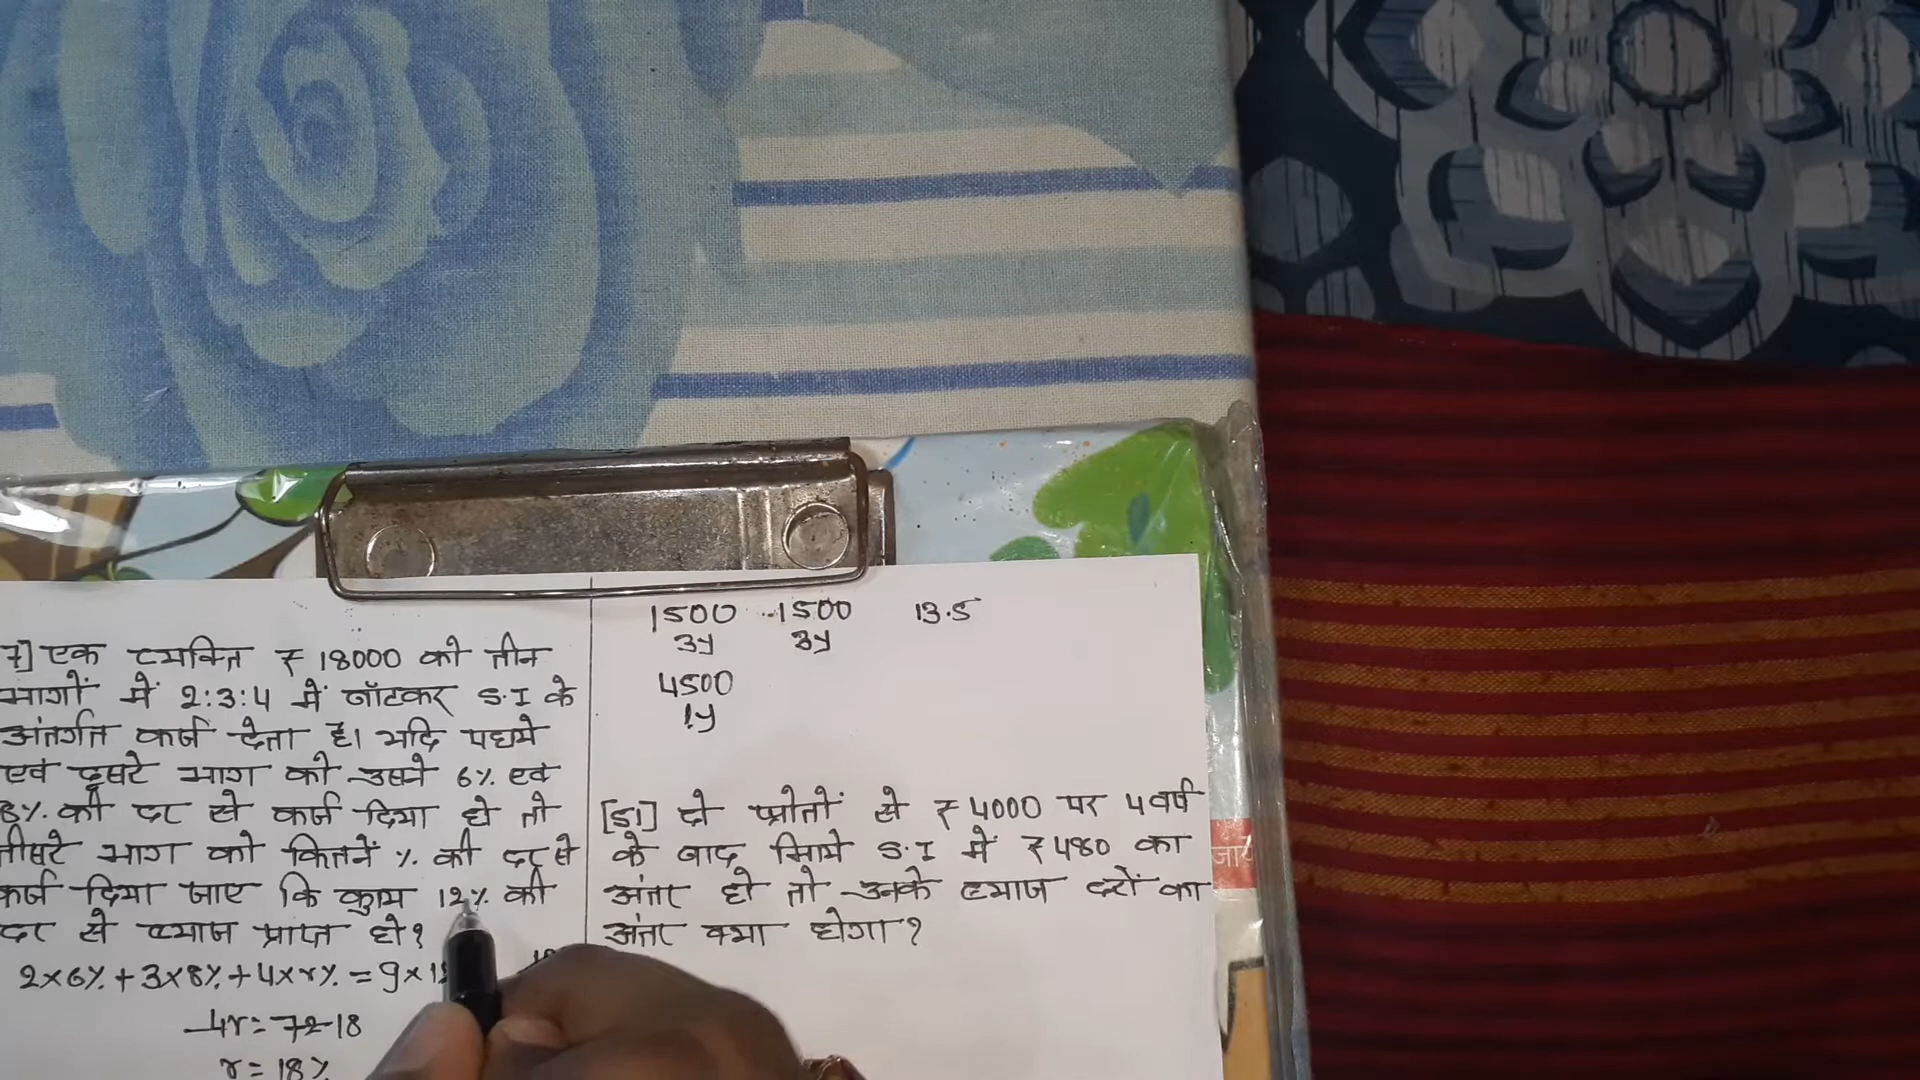 7] एक व्यक्ति ₹ 18000 को तीन
भागों में 2:3:4 में बाँटकर S.I के
अंतर्गत कर्ज देता है। यदि पहले
एवं दूसरे भाग को उसने 6% एवं
8% की दर से कर्ज दिया हो तो
तीसरे भाग को कितनें % की दर से
कर्ज दिया जाए कि कुल 12% की
दर से ब्याज प्राप्त हो?
2×6% + 3×8% + 4×r% = 9×1
4r = 72 18
r = 18%
1500 1500 13.5
3y 3y
4500
1y
[51] दो स्रोतों से ₹ 4000 पर 4 वर्ष
के बाद मिले S.I में ₹ 480 का
अंतर हो तो उनके ब्याज दरों का
अंतर क्या होगा?